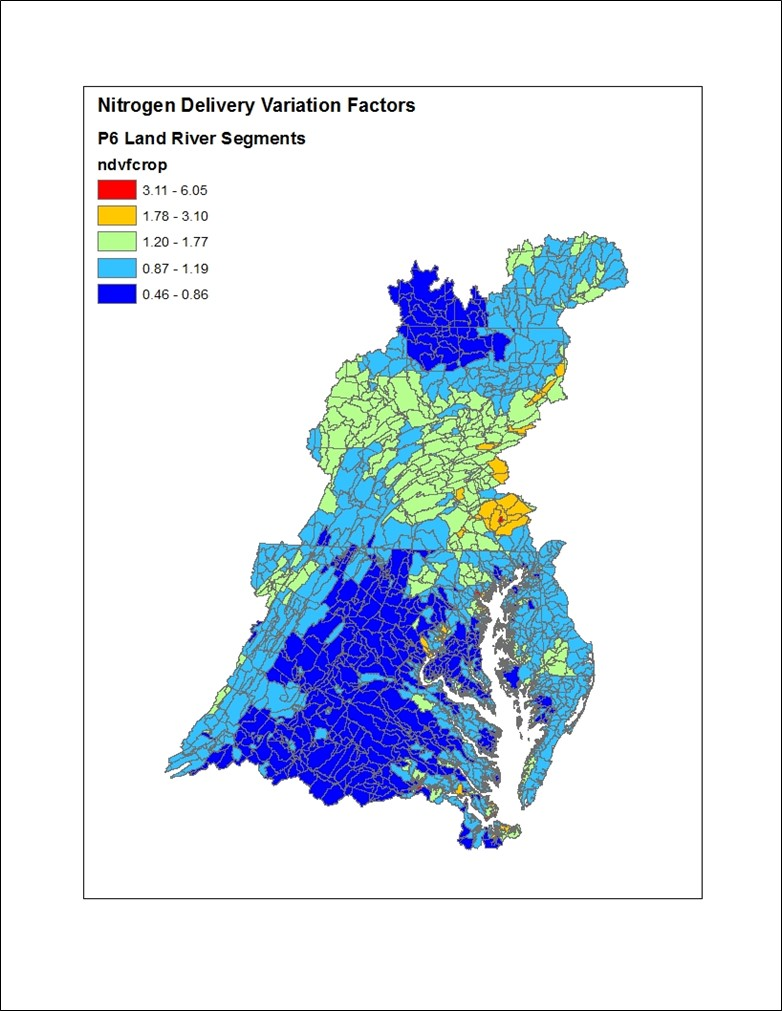 Nitrogen Delivery Variation Factors
P6 Land River Segments
ndvfcrop
3.11 - 6.05
1.78 - 3.10
1.20 - 1.77
0.87 - 1.19
0.46 - 0.86